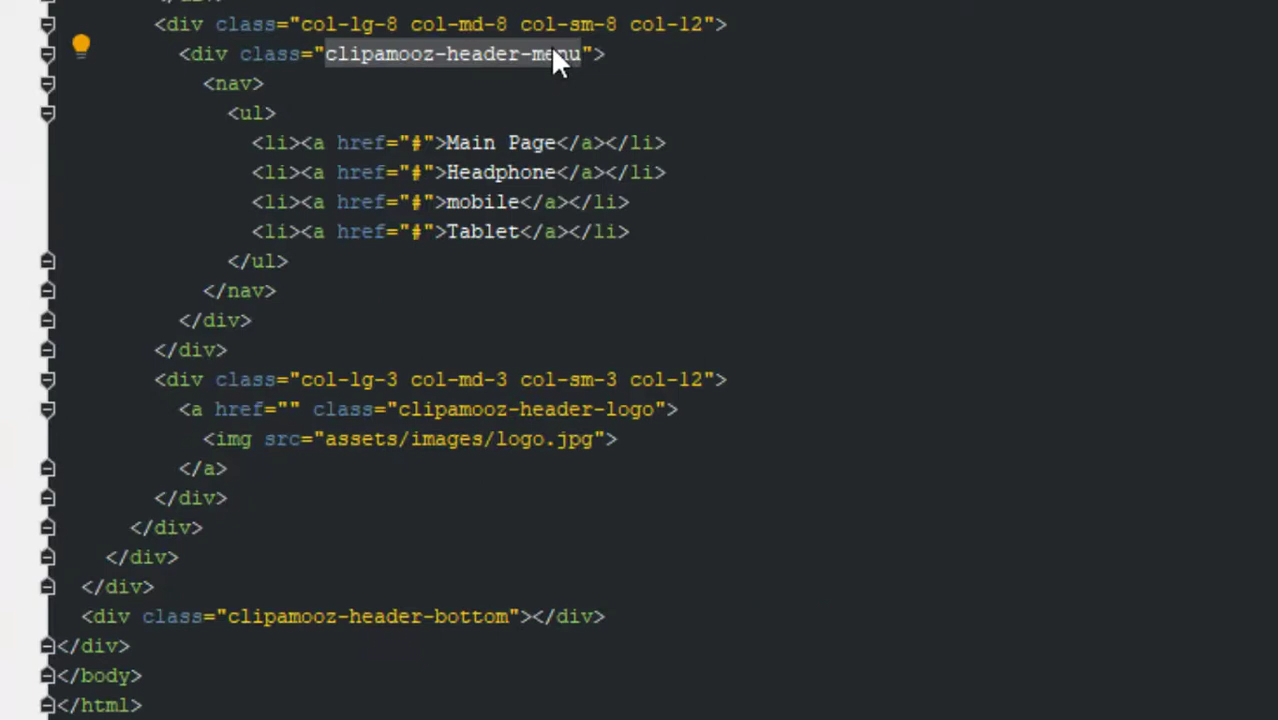 <div class="col-lg-8 col-md-8 col-sm-8 col-12">
<div class="clipamooz-header-menu">
<nav>
<ul>
<li><a href="#">Main Page</a></li>
<li><a href="#">Headphone</a></li>
<li><a href="#">mobile</a></li>
<li><a href="#">Tablet</a></li>
</ul>
</nav>
</div>
</div>
<div class="col-lg-3 col-md-3 col-sm-3 col-12">
<a href="" class="clipamooz-header-logo">
<img src="assets/images/logo.jpg">
</a>
</div>
</div>
</div>
</div>
<div class="clipamooz-header-bottom"></div>
</div>
</body>
</html>